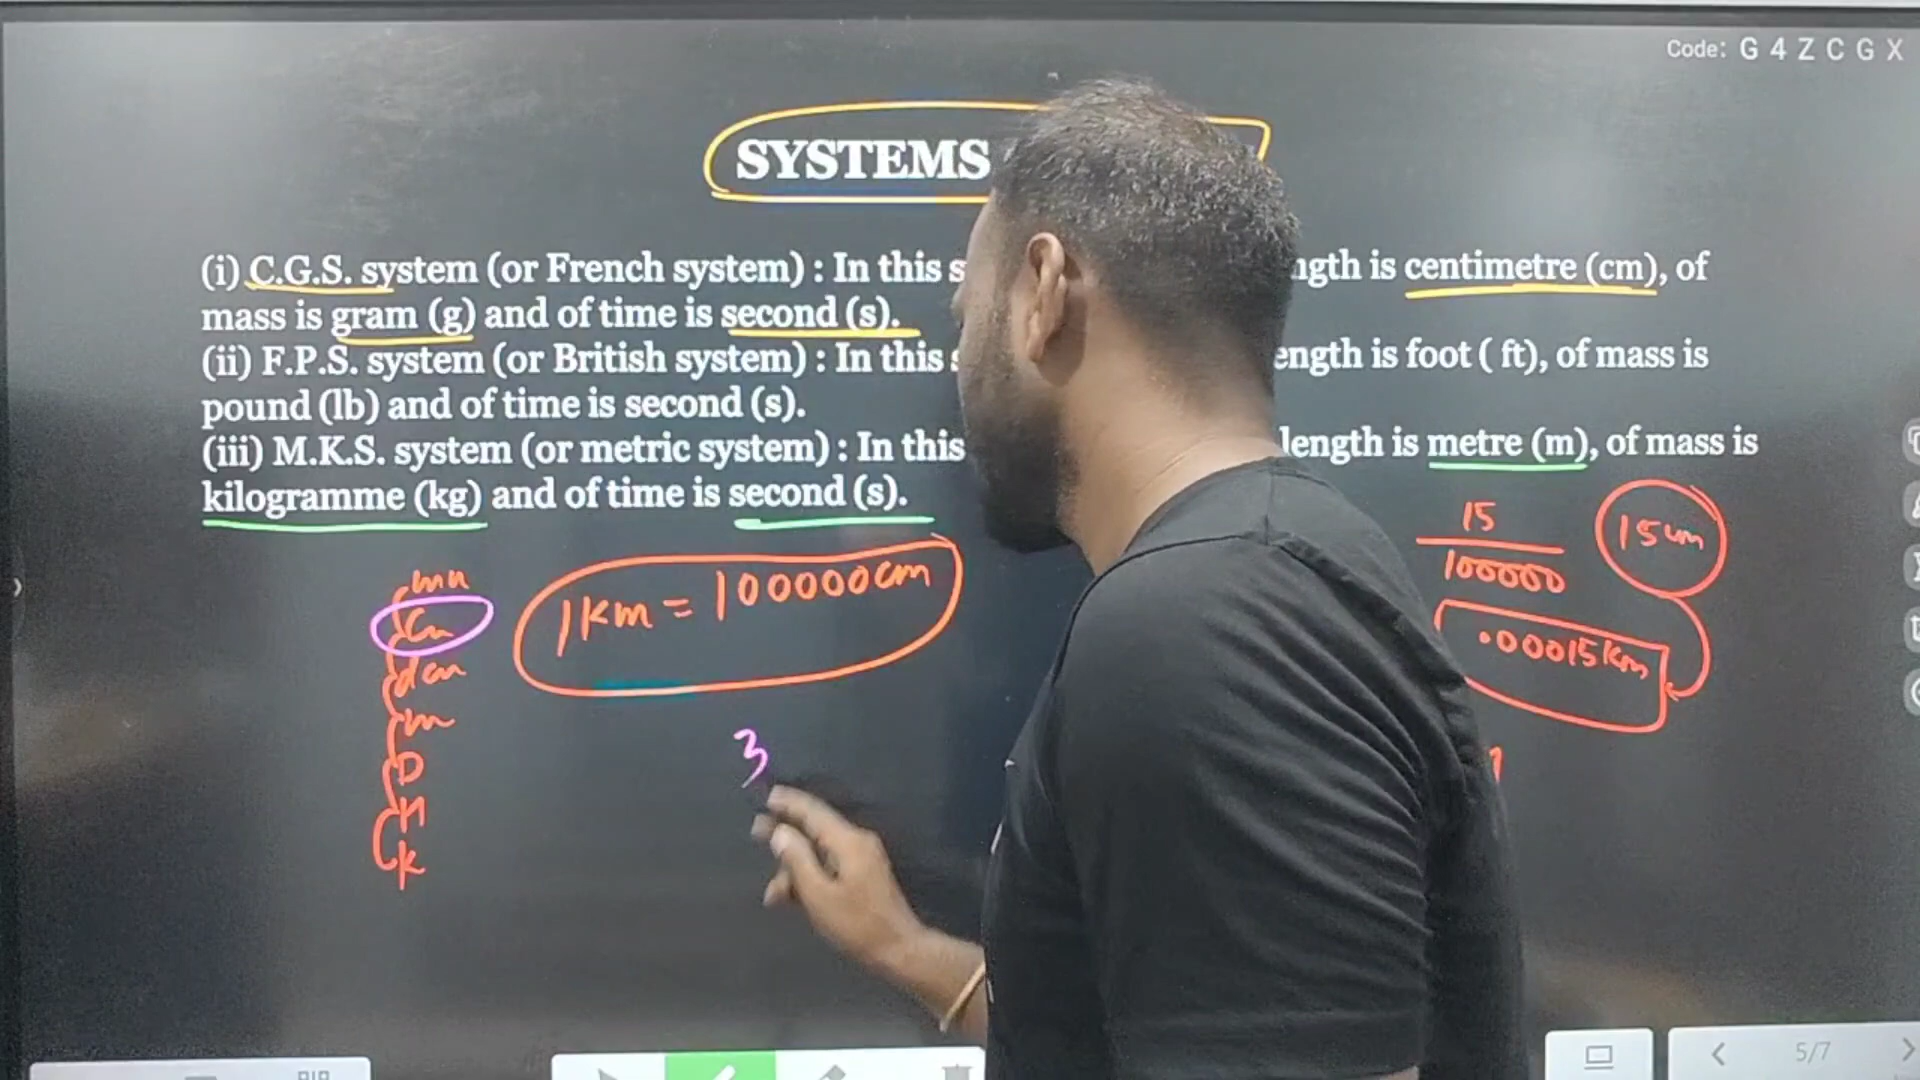 Code: G 4 Z C G X
SYSTEMS
(i) C.G.S. system (or French system) : In this s ngth is centimetre (cm), of
mass is gram (g) and of time is second (s).
(ii) F.P.S. system (or British system) : In this ength is foot ( ft), of mass is
pound (lb) and of time is second (s).
(iii) M.K.S. system (or metric system) : In this length is metre (m), of mass is
kilogramme (kg) and of time is second (s).
15
100000
15cm
.00015km
1km = 100000cm
mm
cm
dcm
m
D
H
K
3
5/7